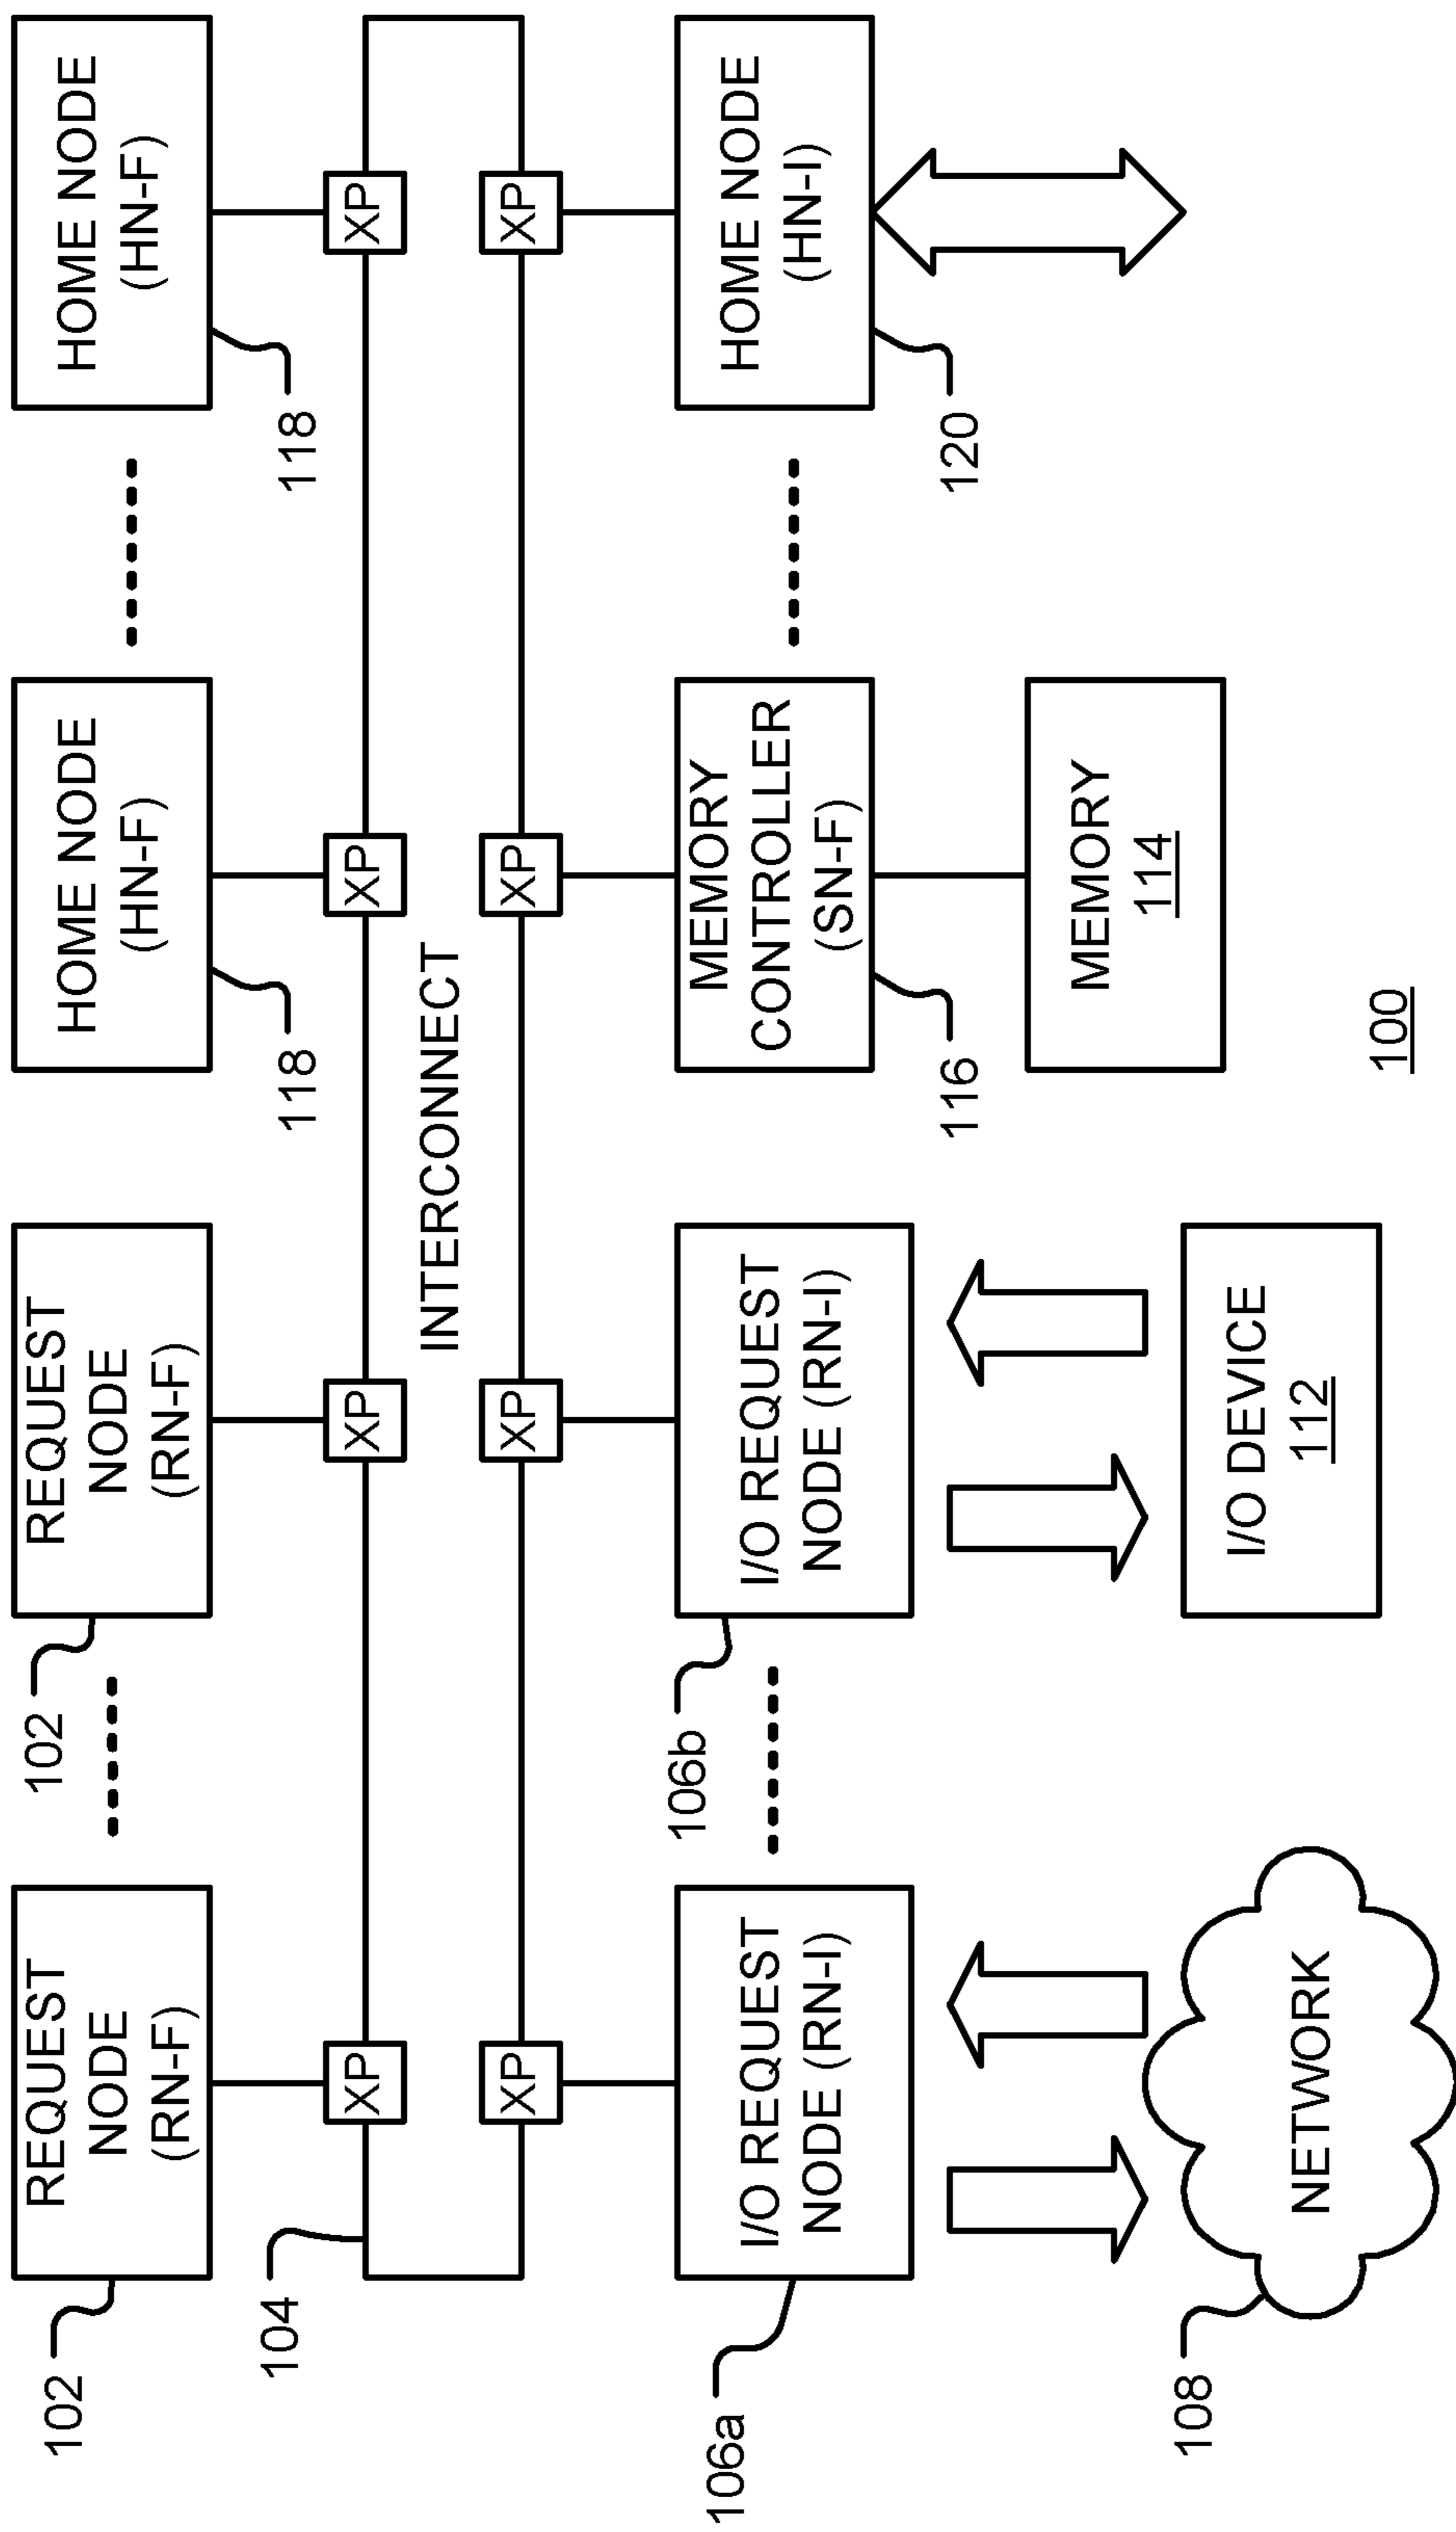 REQUEST
NODE
(RN-F)
102
REQUEST
NODE
(RN-F)
102
HOME NODE
(HN-F)
118
HOME NODE
(HN-F)
118
XP
XP
XP
XP
104
INTERCONNECT
XP
XP
XP
XP
I/O REQUEST
NODE (RN-I)
106a
I/O REQUEST
NODE (RN-I)
106b
MEMORY
CONTROLLER
(SN-F)
116
HOME NODE
(HN-I)
120
NETWORK
108
I/O DEVICE
112
MEMORY
114
100